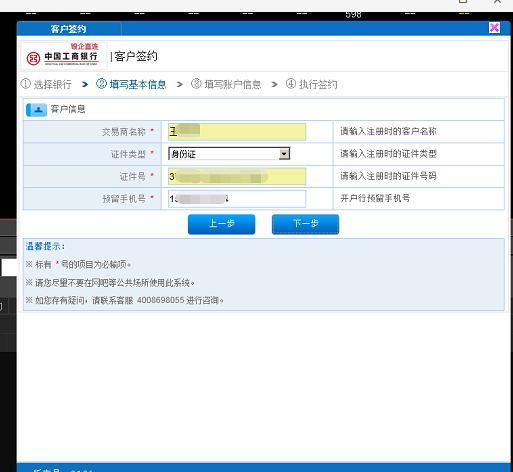 598
客户签约
银企直连
中国工商银行 | 客户签约
① 选择银行 > ② 填写基本信息 > ③ 填写账户信息 > ④ 执行签约
客户信息
交易商名称 * 王 请输入注册时的客户名称
证件类型 * 身份证 请输入注册时的证件类型
证件号 * 37 请输入注册时的证件号码
预留手机号 * 15 开户行预留手机号
上一步 下一步
温馨提示:
※ 标有 * 号的项目为必输项。
※ 请您尽量不要在网吧等公共场所使用此系统。
※ 如您存有疑问，请联系客服 4008698055 进行咨询。